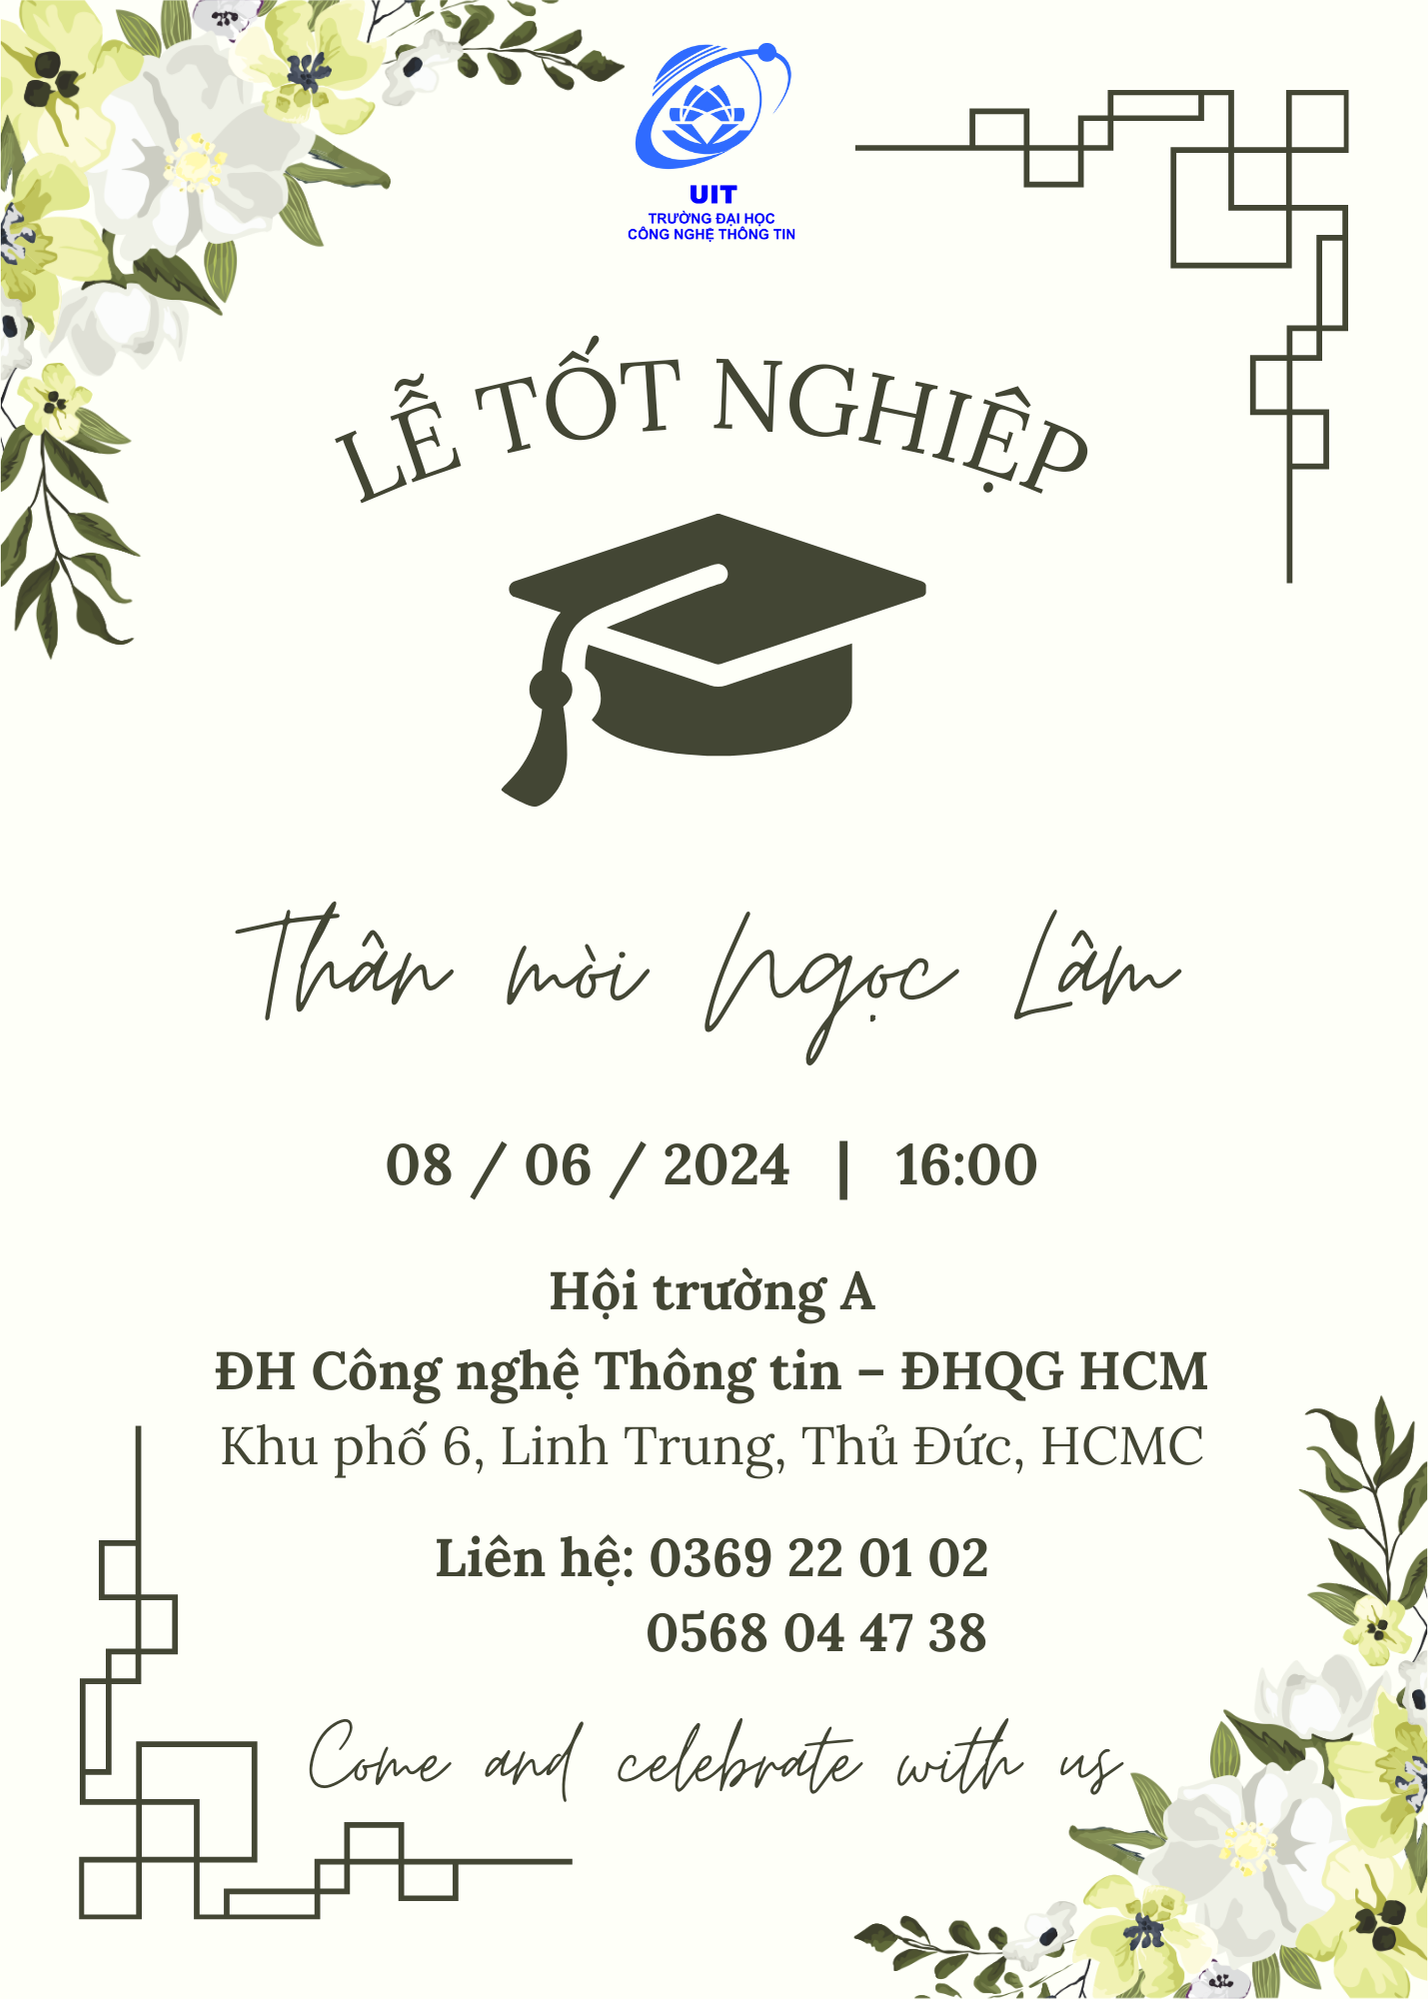 UIT
TRƯỜNG ĐẠI HỌC
CÔNG NGHỆ THÔNG TIN
LỄ TỐT NGHIỆP
Thân mời Ngọc Lâm
08 / 06 / 2024 | 16:00
Hội trường A
ĐH Công nghệ Thông tin – ĐHQG HCM
Khu phố 6, Linh Trung, Thủ Đức, HCMC
Liên hệ: 0369 22 01 02
0568 04 47 38
Come and celebrate with us